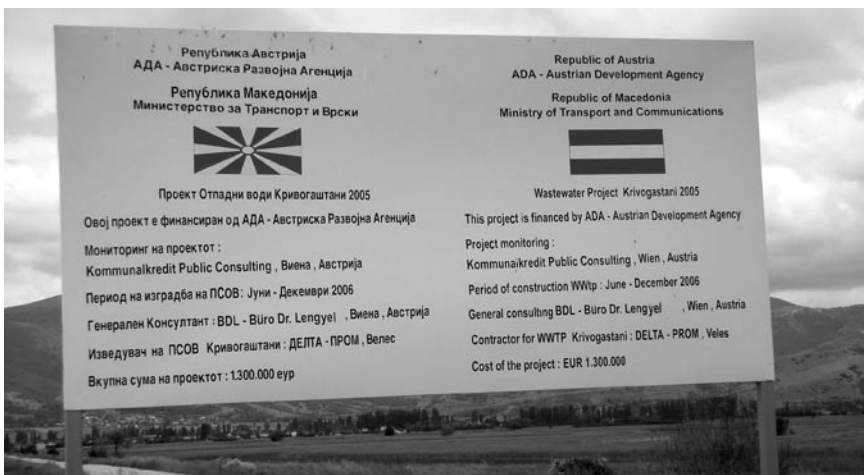 Република Австрија
АДА - Австриска Развојна Агенција
Република Македонија
Министерство за Транспорт и Врски
Проект Отпадни води Кривогаштани 2005
Овој проект е финансиран од АДА - Австриска Развојна Агенција
Мониторинг на проектот :
Kommunalkredit Public Consulting , Виена , Австрија
Период на изградба на ПСОВ: Јуни - Декември 2006
Генерален Консултант : BDL - Büro Dr. Lengyel , Виена , Австрија
Изведувач на ПСОВ Кривогаштани : ДЕЛТА - ПРОМ , Велес
Вкупна сума на проектот : 1.300.000 еур
Republic of Austria
ADA - Austrian Development Agency
Republic of Macedonia
Ministry of Transport and Communications
Wastewater Project Krivogastani 2005
This project is financed by ADA - Austrian Development Agency
Project monitoring :
Kommunalkredit Public Consulting , Wien , Austria
Period of construction WWtp : June - December 2006
General consulting BDL - Büro Dr. Lengyel , Wien , Austria
Contractor for WWTP Krivogastani : DELTA - PROM , Veles
Cost of the project : EUR 1.300.000